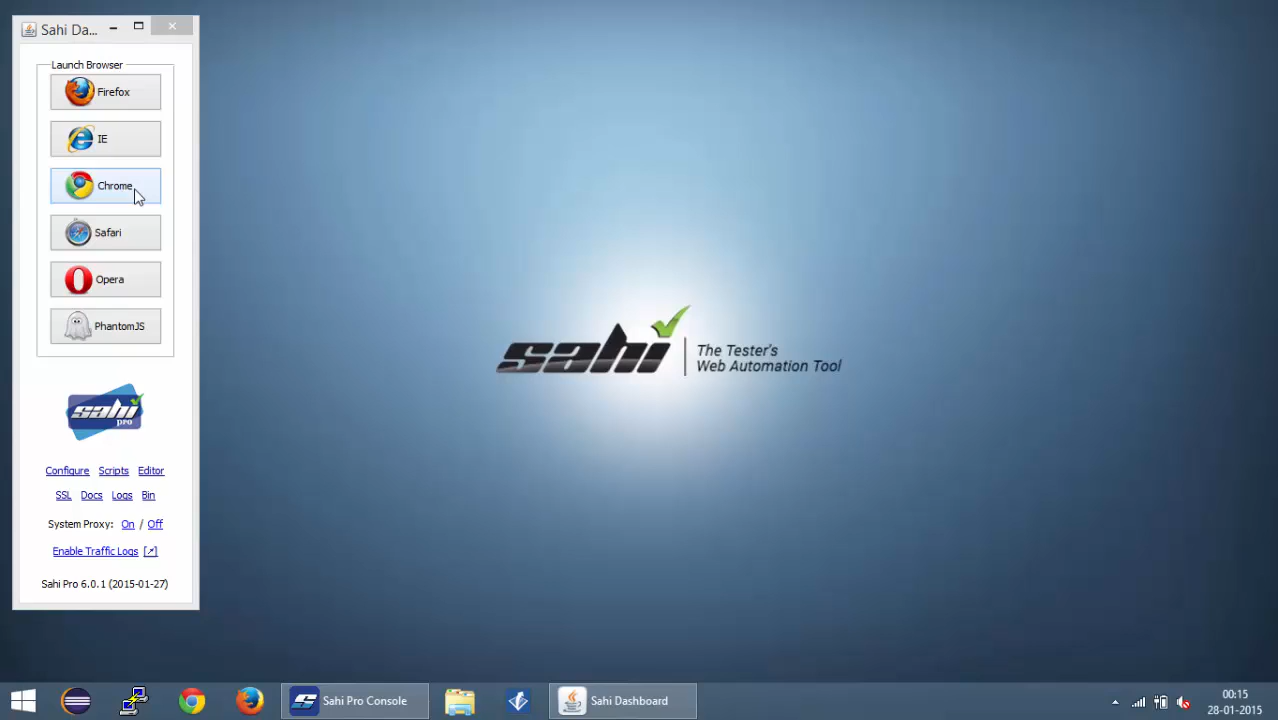 Sahi Da...
Launch Browser
Firefox
IE
Chrome
Safari
Opera
PhantomJS
sahi
pro
Configure Scripts Editor
SSL Docs Logs Bin
System Proxy: On / Off
Enable Traffic Logs [↗]
Sahi Pro 6.0.1 (2015-01-27)
sahi
The Tester's
Web Automation Tool
Sahi Pro Console
Sahi Dashboard
00:15
28-01-2015